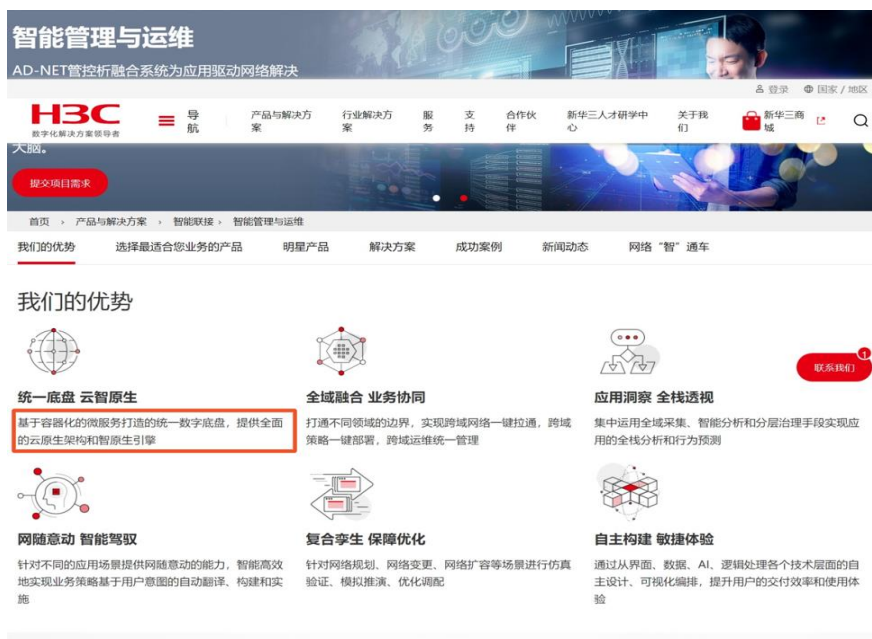 智能管理与运维
AD-NET管控析融合系统为应用驱动网络解决
登录 国家 / 地区
H3C
数字化解决方案领导者
导航
产品与解决方案
行业解决方案
服务
支持
合作伙伴
新华三人才研学中心
关于我们
新华三商城
大脑。
提交项目需求
首页 › 产品与解决方案 › 智能联接 › 智能管理与运维
我们的优势 选择最适合您业务的产品 明星产品 解决方案 成功案例 新闻动态 网络“智”通车
我们的优势
1
联系我们
统一底盘 云智原生
基于容器化的微服务打造的统一数字底盘，提供全面
的云原生架构和智原生引擎
全域融合 业务协同
打通不同领域的边界，实现跨域网络一键拉通，跨域
策略一键部署，跨域运维统一管理
应用洞察 全栈透视
集中运用全域采集、智能分析和分层治理手段实现应
用的全栈分析和行为预测
网随意动 智能驾驭
针对不同的应用场景提供网随意动的能力，智能高效
地实现业务策略基于用户意图的自动翻译、构建和实
施
复合孪生 保障优化
针对网络规划、网络变更、网络扩容等场景进行仿真
验证、模拟推演、优化调配
自主构建 敏捷体验
通过从界面、数据、AI、逻辑处理各个技术层面的自
主设计、可视化编排，提升用户的交付效率和使用体
验